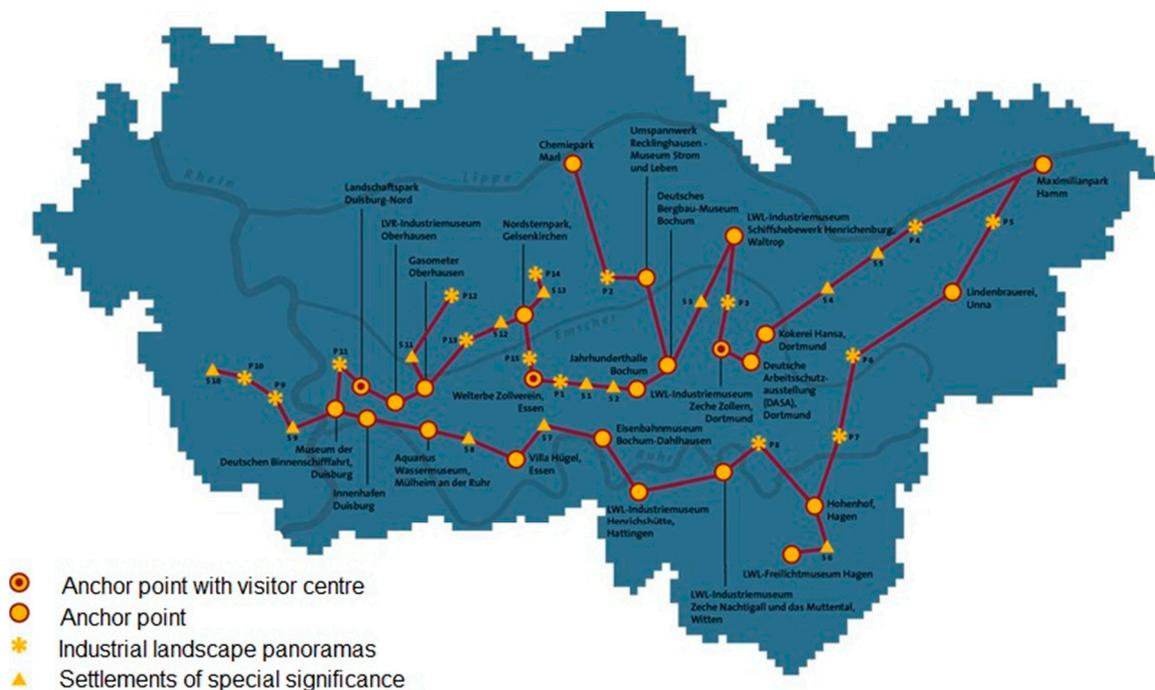 Rhein
Lippe
Emscher
Ruhr
Chemiepark
Marl
Umspannwerk
Recklinghausen -
Museum Strom
und Leben
Landschaftspark
Duisburg-Nord
LVR-Industriemuseum
Oberhausen
Gasometer
Oberhausen
Nordsternpark,
Gelsenkirchen
Deutsches
Bergbau-Museum
Bochum
LWL-Industriemuseum
Schiffshebewerk Henrichenburg,
Waltrop
Maximilianpark
Hamm
Lindenbrauerei,
Unna
Kokerei Hansa,
Dortmund
Deutsche
Arbeitsschutz-
ausstellung
(DASA),
Dortmund
LWL-Industriemuseum
Zeche Zollern,
Dortmund
Jahrhunderthalle
Bochum
Welterbe Zollverein,
Essen
Museum der
Deutschen Binnenschifffahrt,
Duisburg
Innenhafen
Duisburg
Aquarius
Wassermuseum,
Mülheim an der Ruhr
Villa Hügel,
Essen
Eisenbahnmuseum
Bochum-Dahlhausen
LWL-Industriemuseum
Henrichshütte,
Hattingen
LWL-Industriemuseum
Zeche Nachtigall und das Muttental,
Witten
Hohenhof,
Hagen
LWL-Freilichtmuseum Hagen
P14
S13
P12
P13
S12
S11
P15
P1
S1
S2
P2
S3
P3
S4
S5
P4
P5
P6
P7
S6
S7
S8
S9
P9
P10
S10
P11
Anchor point with visitor centre
Anchor point
Industrial landscape panoramas
Settlements of special significance